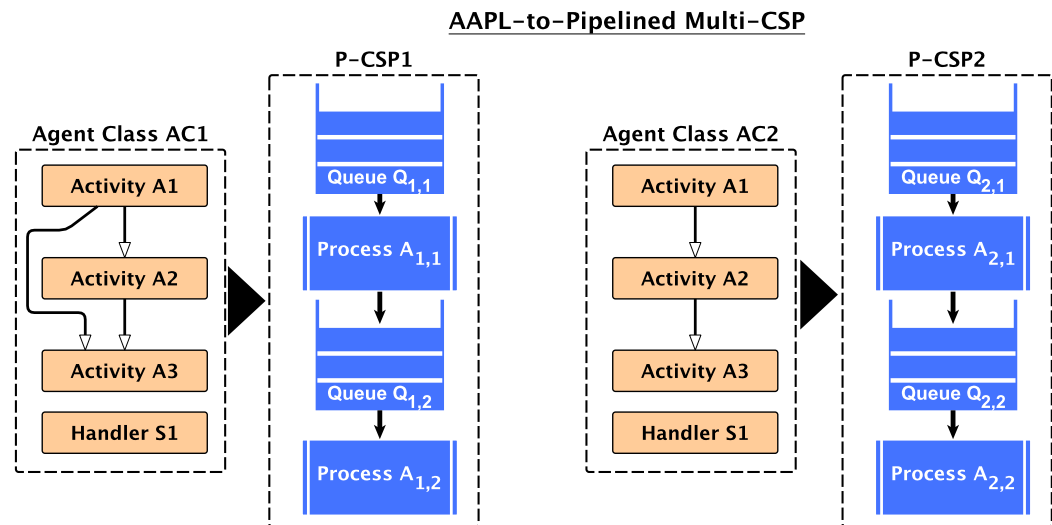 AAPL-to-Pipelined Multi-CSP
P-CSP1
P-CSP2
Agent Class AC1
Activity A1
Activity A2
Activity A3
Handler S1
Queue Q1,1
Process A1,1
Queue Q1,2
Process A1,2
Agent Class AC2
Activity A1
Activity A2
Activity A3
Handler S1
Queue Q2,1
Process A2,1
Queue Q2,2
Process A2,2